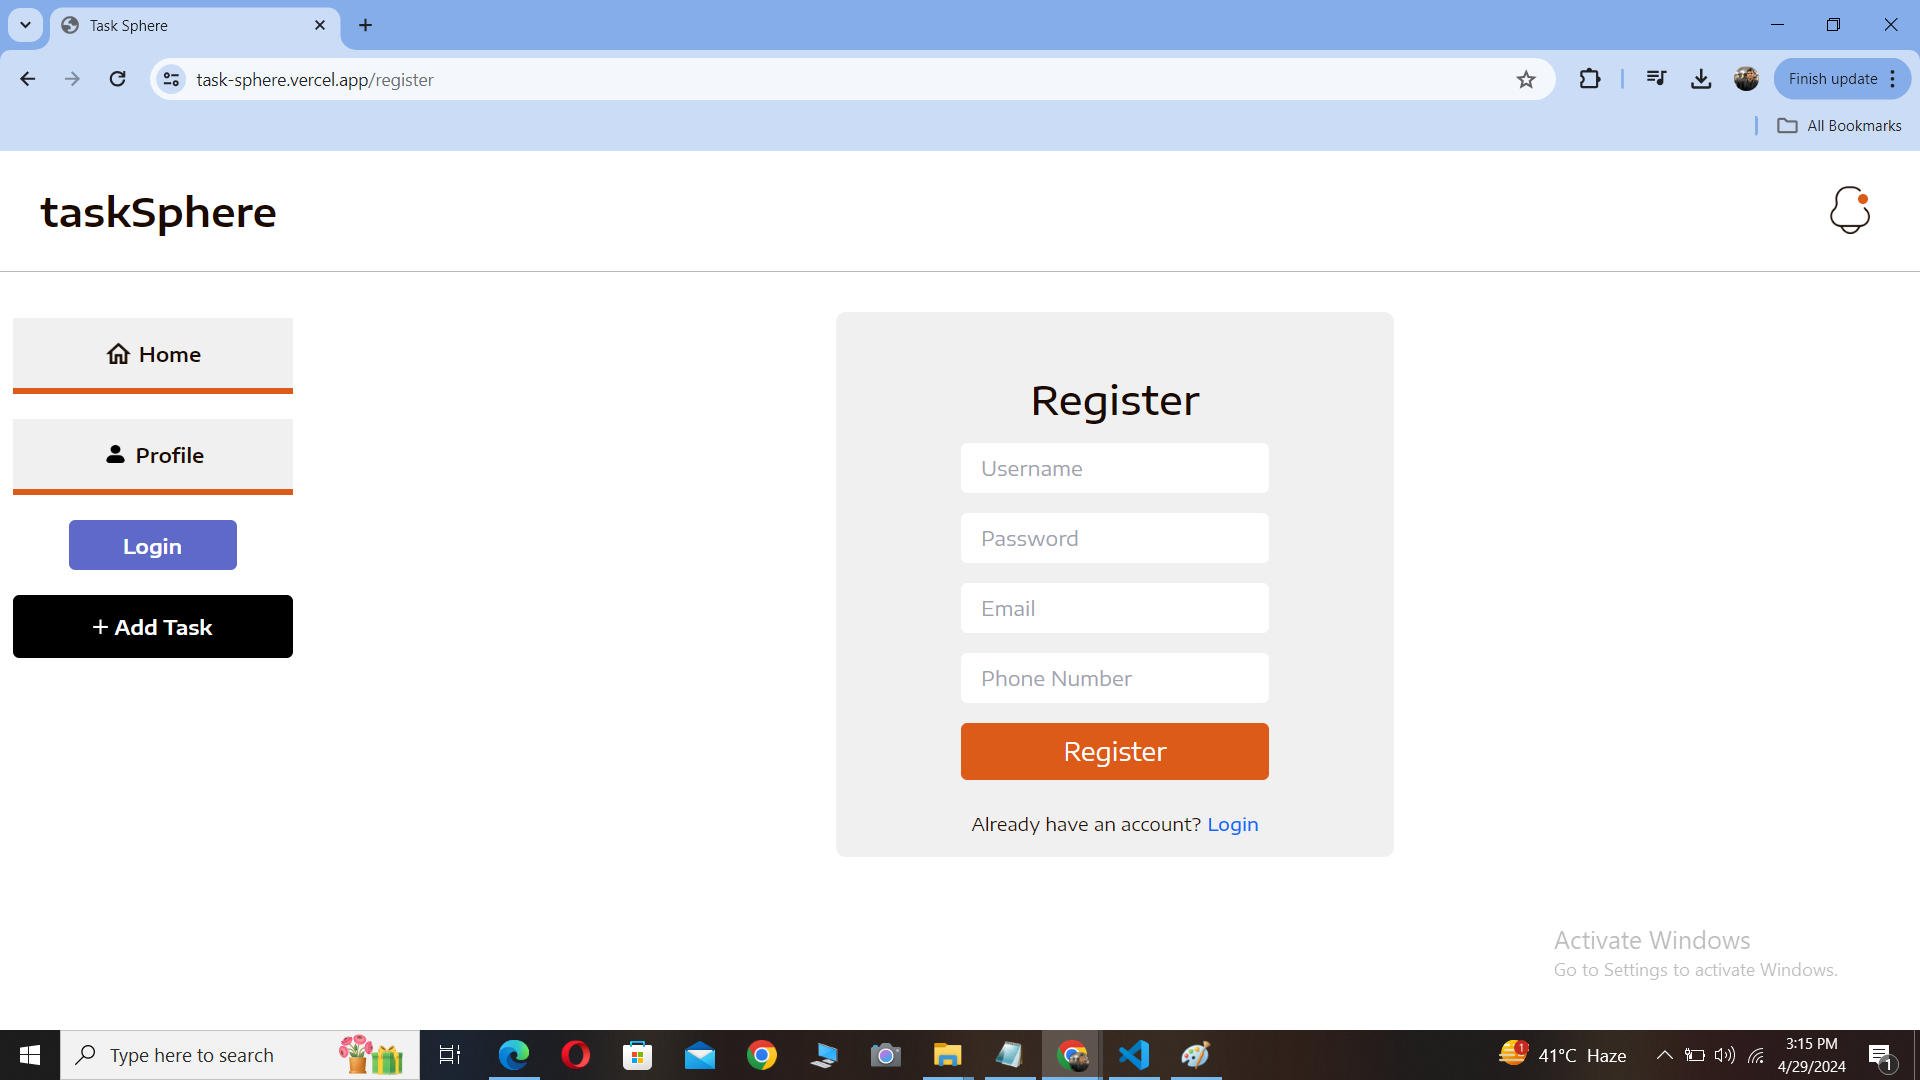 Task Sphere
task-sphere.vercel.app/register
Finish update
All Bookmarks
taskSphere
Home
Profile
Login
+ Add Task
Register
Username
Password
Email
Phone Number
Register
Already have an account? Login
Activate Windows
Go to Settings to activate Windows.
Type here to search
1
41°C Haze
3:15 PM
4/29/2024
1